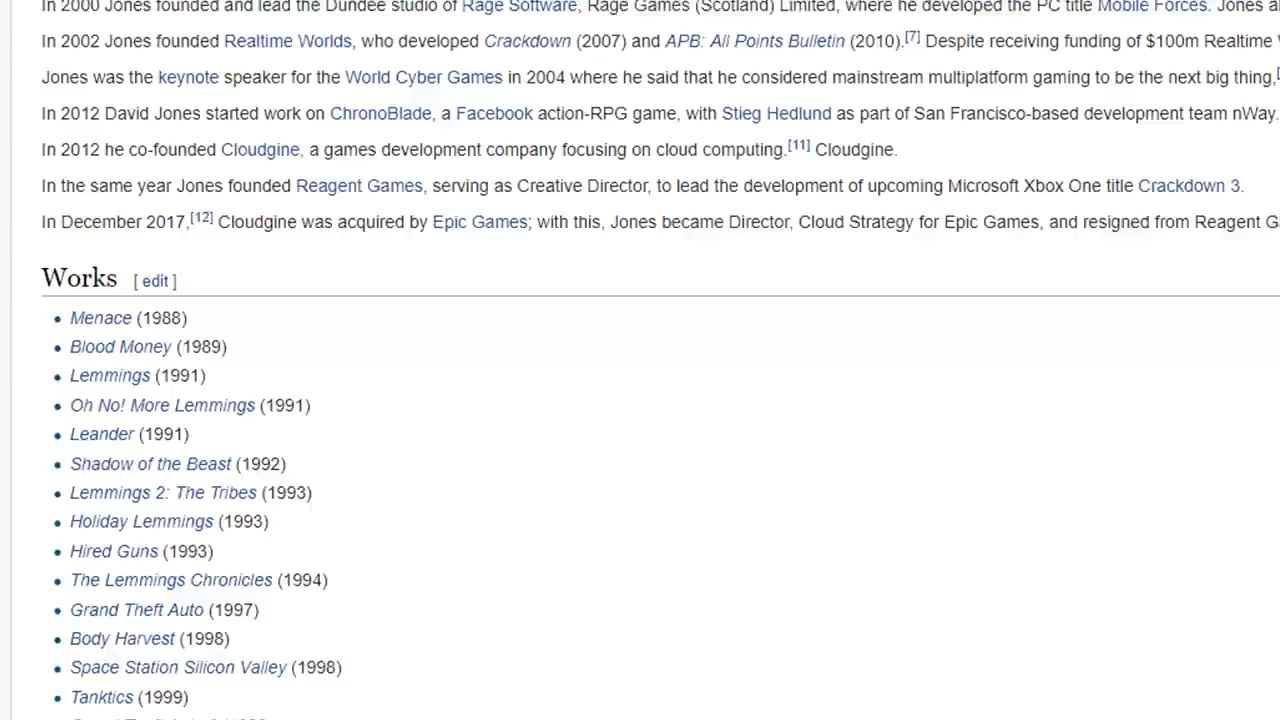 In 2000 Jones founded and lead the Dundee studio of Rage Software, Rage Games (Scotland) Limited, where he developed the PC title Mobile Forces. Jones
In 2002 Jones founded Realtime Worlds, who developed Crackdown (2007) and APB: All Points Bulletin (2010).[7] Despite receiving funding of $100m Realtime
Jones was the keynote speaker for the World Cyber Games in 2004 where he said that he considered mainstream multiplatform gaming to be the next big thing,
In 2012 David Jones started work on ChronoBlade, a Facebook action-RPG game, with Stieg Hedlund as part of San Francisco-based development team nWay.
In 2012 he co-founded Cloudgine, a games development company focusing on cloud computing.[11] Cloudgine.
In the same year Jones founded Reagent Games, serving as Creative Director, to lead the development of upcoming Microsoft Xbox One title Crackdown 3.
In December 2017,[12] Cloudgine was acquired by Epic Games; with this, Jones became Director, Cloud Strategy for Epic Games, and resigned from Reagent
Works [ edit ]
• Menace (1988)
• Blood Money (1989)
• Lemmings (1991)
• Oh No! More Lemmings (1991)
• Leander (1991)
• Shadow of the Beast (1992)
• Lemmings 2: The Tribes (1993)
• Holiday Lemmings (1993)
• Hired Guns (1993)
• The Lemmings Chronicles (1994)
• Grand Theft Auto (1997)
• Body Harvest (1998)
• Space Station Silicon Valley (1998)
• Tanktics (1999)